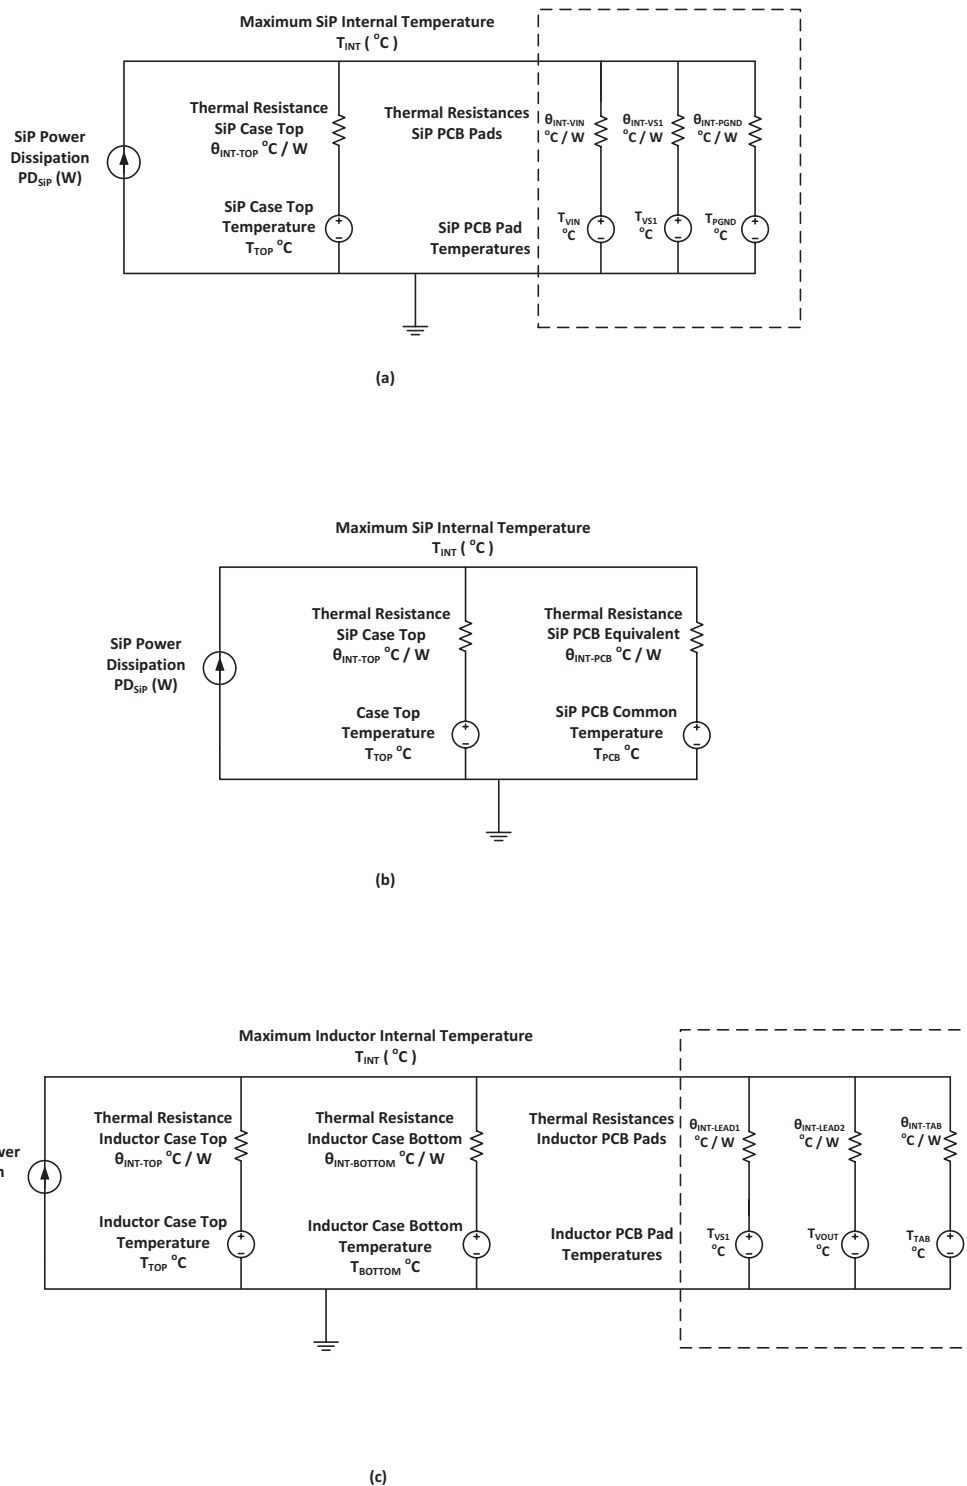 Maximum SiP Internal Temperature
T_INT ( °C )
Thermal Resistance
SiP Case Top
θ_INT-TOP °C / W
Thermal Resistances
SiP PCB Pads
θ_INT-VIN
°C / W
θ_INT-VS1
°C / W
θ_INT-PGND
°C / W
SiP Power
Dissipation
PD_SiP (W)
SiP Case Top
Temperature
T_TOP °C
SiP PCB Pad
Temperatures
T_VIN
°C
T_VS1
°C
T_PGND
°C
(a)
Maximum SiP Internal Temperature
T_INT ( °C )
Thermal Resistance
SiP Case Top
θ_INT-TOP °C / W
Thermal Resistance
SiP PCB Equivalent
θ_INT-PCB °C / W
SiP Power
Dissipation
PD_SiP (W)
Case Top
Temperature
T_TOP °C
SiP PCB Common
Temperature
T_PCB °C
(b)
Maximum Inductor Internal Temperature
T_INT ( °C )
Thermal Resistance
Inductor Case Top
θ_INT-TOP °C / W
Thermal Resistance
Inductor Case Bottom
θ_INT-BOTTOM °C / W
Thermal Resistances
Inductor PCB Pads
θ_INT-LEAD1
°C / W
θ_INT-LEAD2
°C / W
θ_INT-TAB
°C / W
Inductor Case Top
Temperature
T_TOP °C
Inductor Case Bottom
Temperature
T_BOTTOM °C
Inductor PCB Pad
Temperatures
T_VS1
°C
T_VOUT
°C
T_TAB
°C
(c)